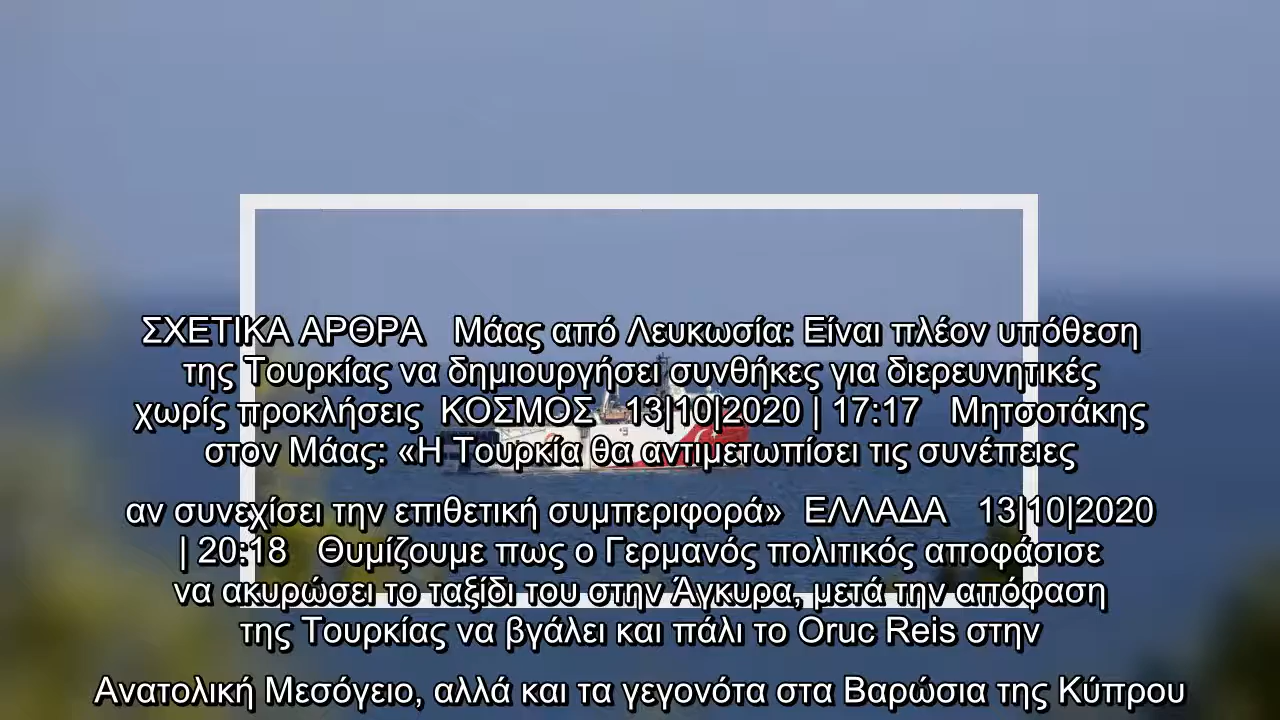 ΣΧΕΤΙΚΑ ΑΡΘΡΑ Μάας από Λευκωσία: Είναι πλέον υπόθεση
της Τουρκίας να δημιουργήσει συνθήκες για διερευνητικές
χωρίς προκλήσεις ΚΟΣΜΟΣ 13|10|2020 | 17:17 Μητσοτάκης
στον Μάας: «Η Τουρκία θα αντιμετωπίσει τις συνέπειες
αν συνεχίσει την επιθετική συμπεριφορά» ΕΛΛΑΔΑ 13|10|2020
| 20:18 Θυμίζουμε πως ο Γερμανός πολιτικός αποφάσισε
να ακυρώσει το ταξίδι του στην Άγκυρα, μετά την απόφαση
της Τουρκίας να βγάλει και πάλι το Oruc Reis στην
Ανατολική Μεσόγειο, αλλά και τα γεγονότα στα Βαρώσια της Κύπρου